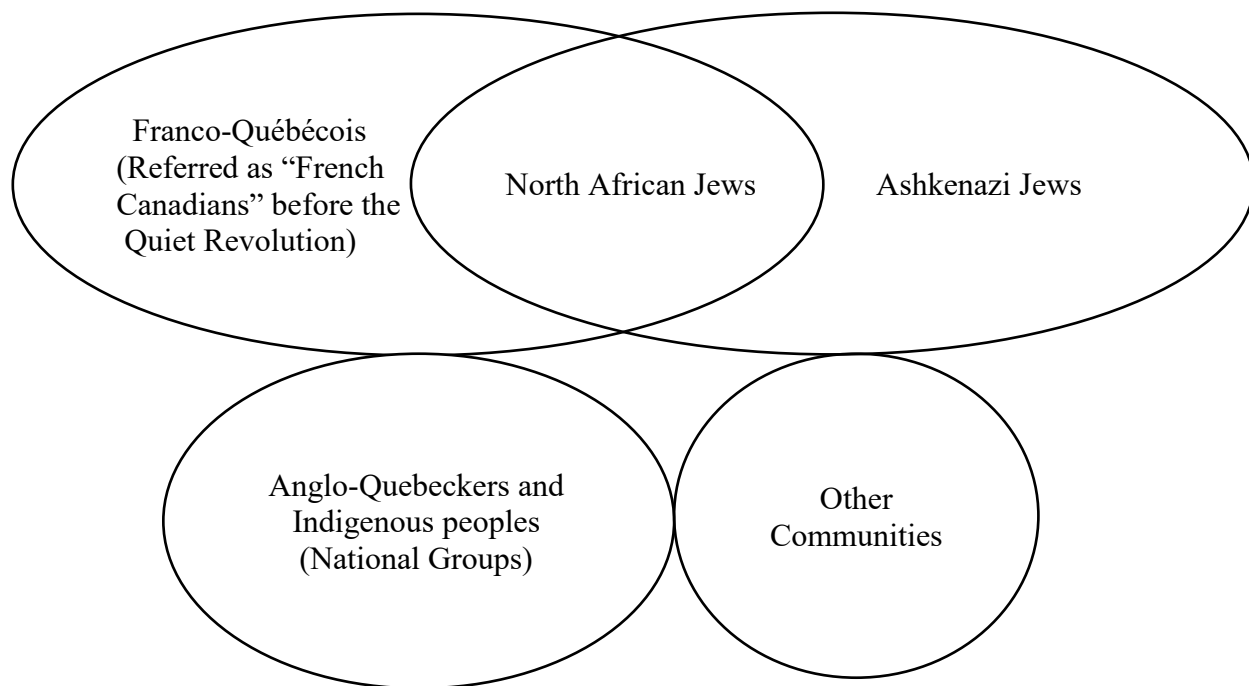 Franco-Québécois
(Referred as “French
Canadians” before the
Quiet Revolution)
North African Jews
Ashkenazi Jews
Anglo-Quebeckers and
Indigenous peoples
(National Groups)
Other
Communities